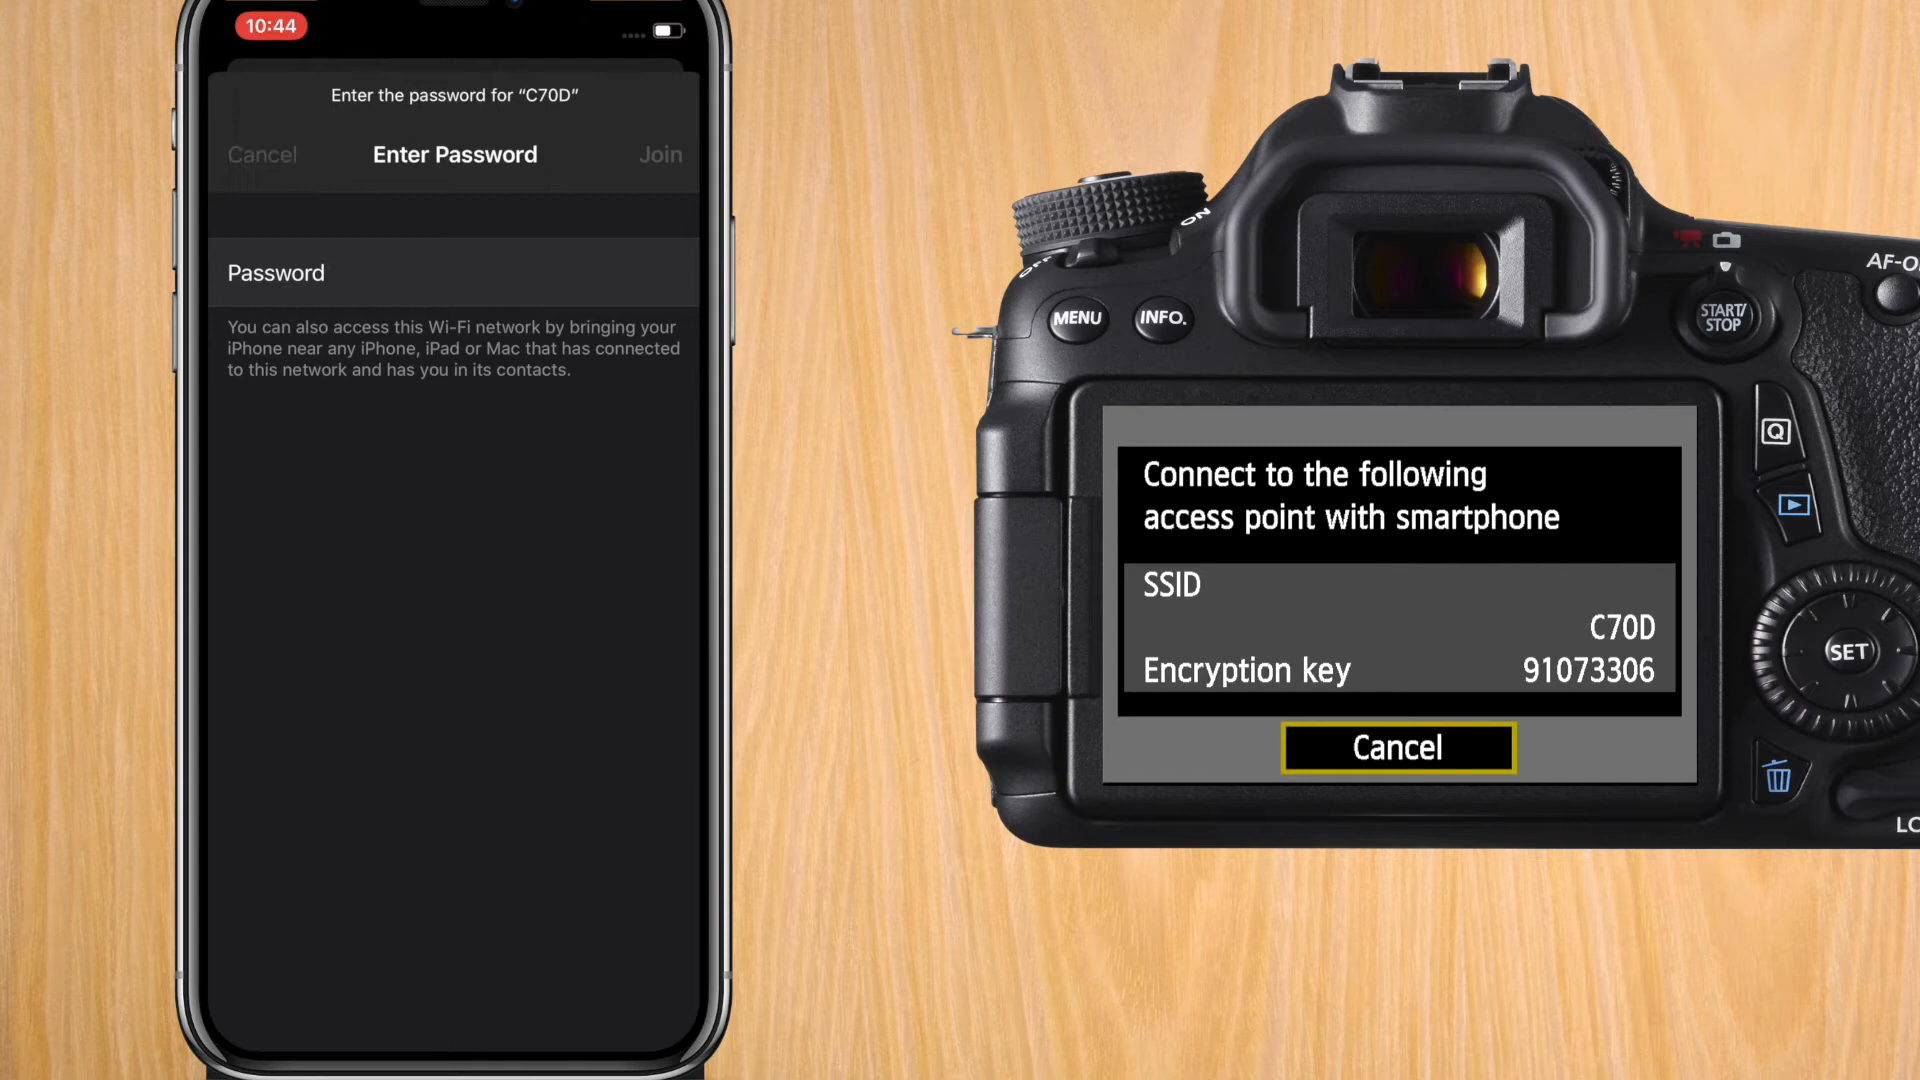 10:44
Enter the password for “C70D”
Cancel
Enter Password
Join
Password
You can also access this Wi-Fi network by bringing your
iPhone near any iPhone, iPad or Mac that has connected
to this network and has you in its contacts.
ON
OFF
MENU
INFO.
AF-O
START/
STOP
Q
Connect to the following
access point with smartphone
SSID
C70D
Encryption key 91073306
Cancel
SET
LO